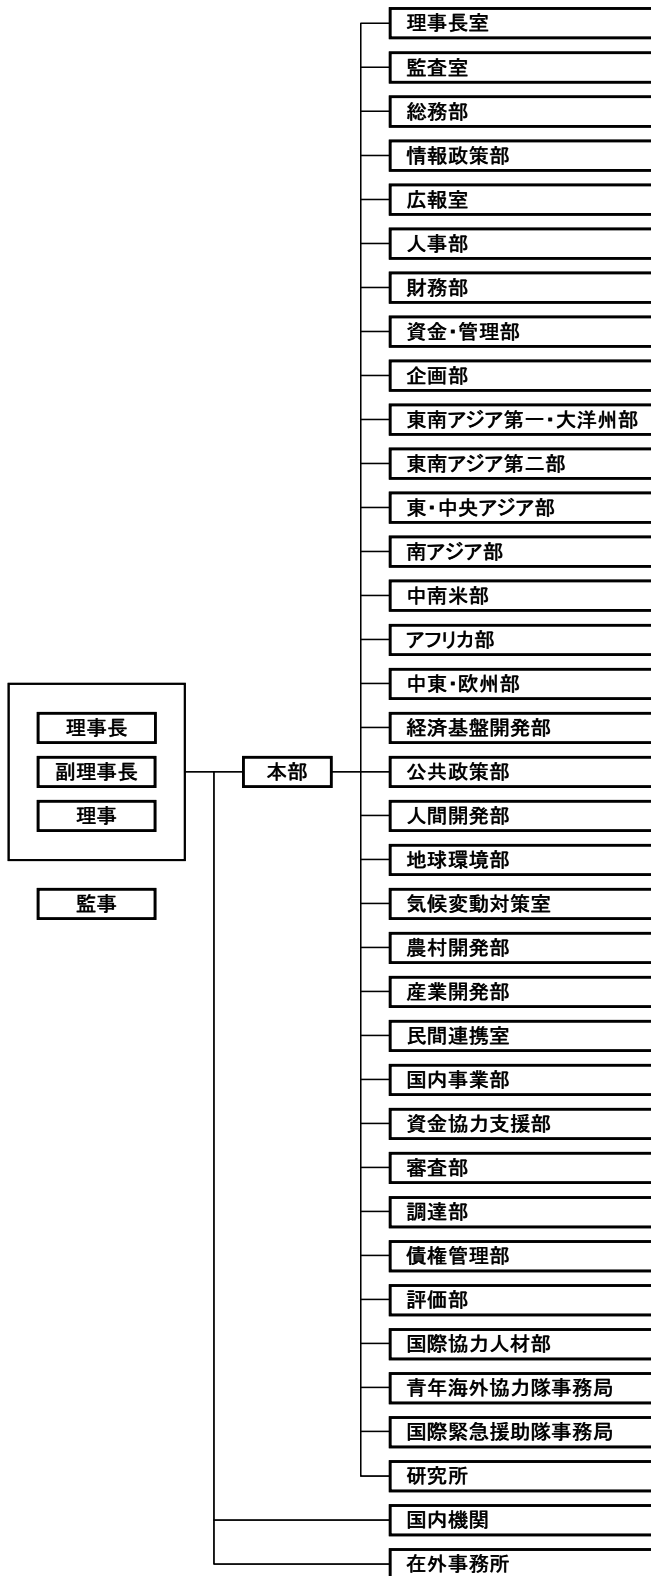 理事長
副理事長
理事
監事
本部
理事長室
監査室
総務部
情報政策部
広報室
人事部
財務部
資金・管理部
企画部
東南アジア第一・大洋州部
東南アジア第二部
東・中央アジア部
南アジア部
中南米部
アフリカ部
中東・欧州部
経済基盤開発部
公共政策部
人間開発部
地球環境部
気候変動対策室
農村開発部
産業開発部
民間連携室
国内事業部
資金協力支援部
審査部
調達部
債権管理部
評価部
国際協力人材部
青年海外協力隊事務局
国際緊急援助隊事務局
研究所
国内機関
在外事務所